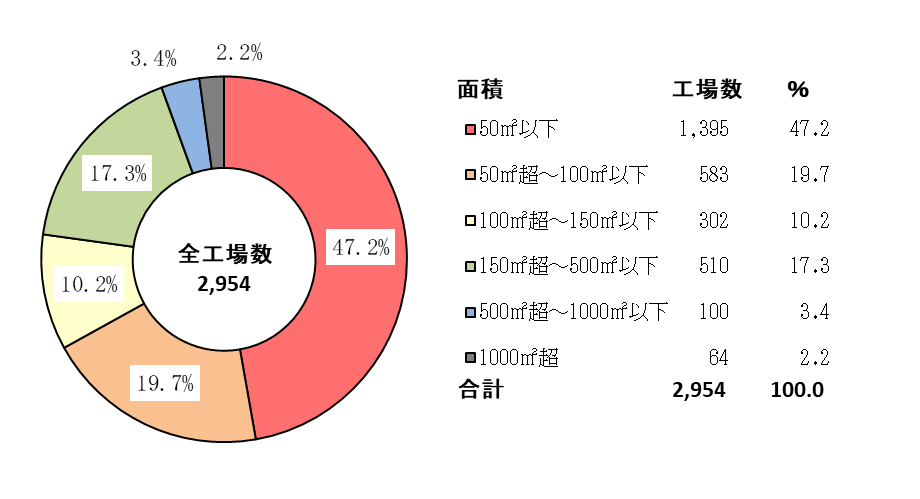 3.4%
2.2%
17.3%
47.2%
10.2%
19.7%
全工場数
2,954
面積 工場数 %
50㎡以下 1,395 47.2
50㎡超～100㎡以下 583 19.7
100㎡超～150㎡以下 302 10.2
150㎡超～500㎡以下 510 17.3
500㎡超～1000㎡以下 100 3.4
1000㎡超 64 2.2
合計 2,954 100.0